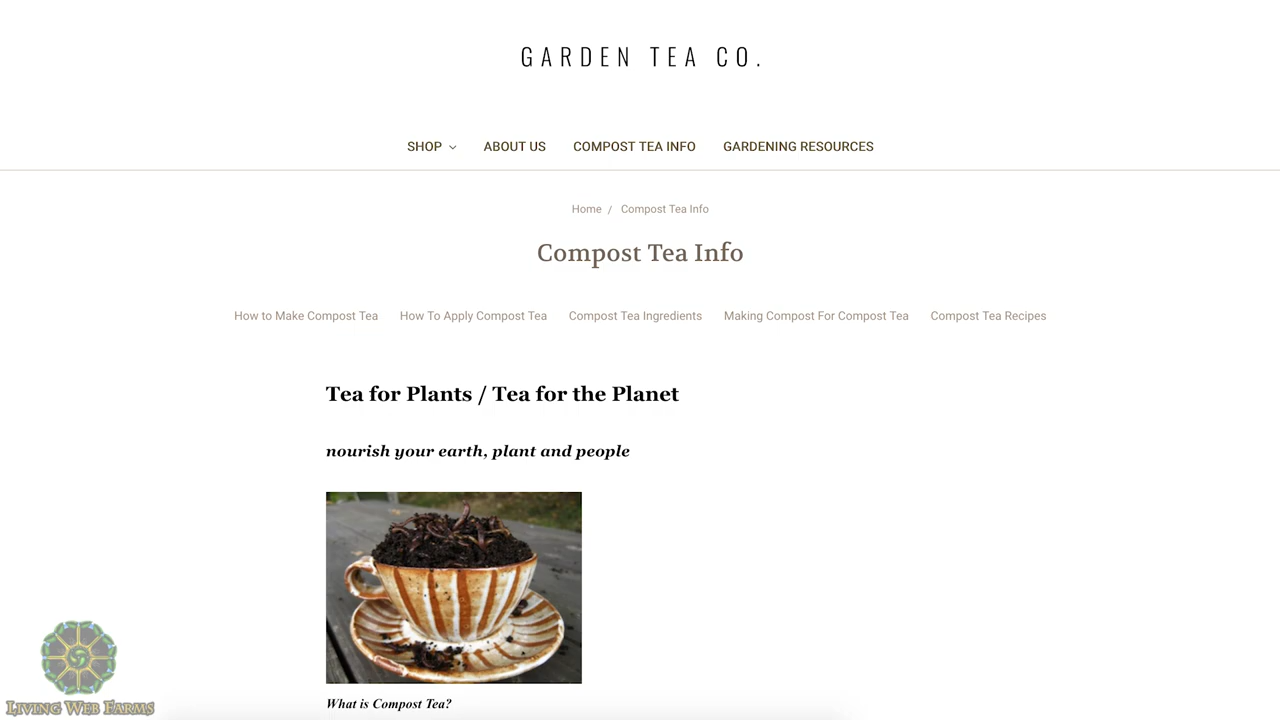 GARDEN TEA CO.
SHOP ABOUT US COMPOST TEA INFO GARDENING RESOURCES
Home / Compost Tea Info
Compost Tea Info
How to Make Compost Tea How To Apply Compost Tea Compost Tea Ingredients Making Compost For Compost Tea Compost Tea Recipes
Tea for Plants / Tea for the Planet
nourish your earth, plant and people
What is Compost Tea?
LIVING WEB FARMS